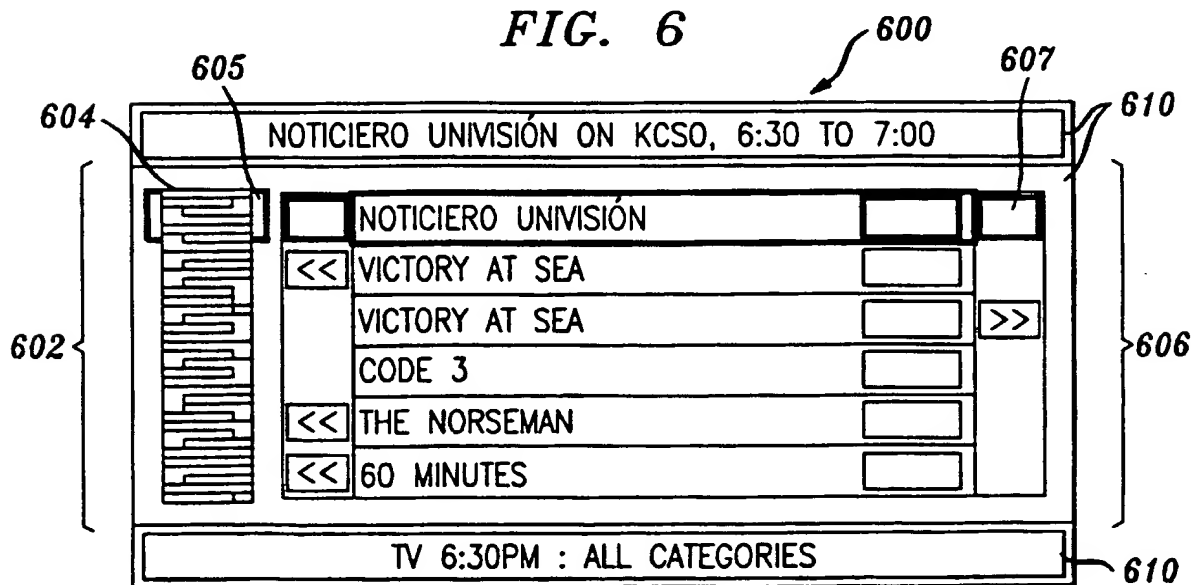 FIG. 6
600
605
607
604
610
NOTICIERO UNIVISIÓN ON KCSO, 6:30 TO 7:00
NOTICIERO UNIVISIÓN
<< VICTORY AT SEA
VICTORY AT SEA >>
602
606
CODE 3
<< THE NORSEMAN
<< 60 MINUTES
TV 6:30PM : ALL CATEGORIES
610